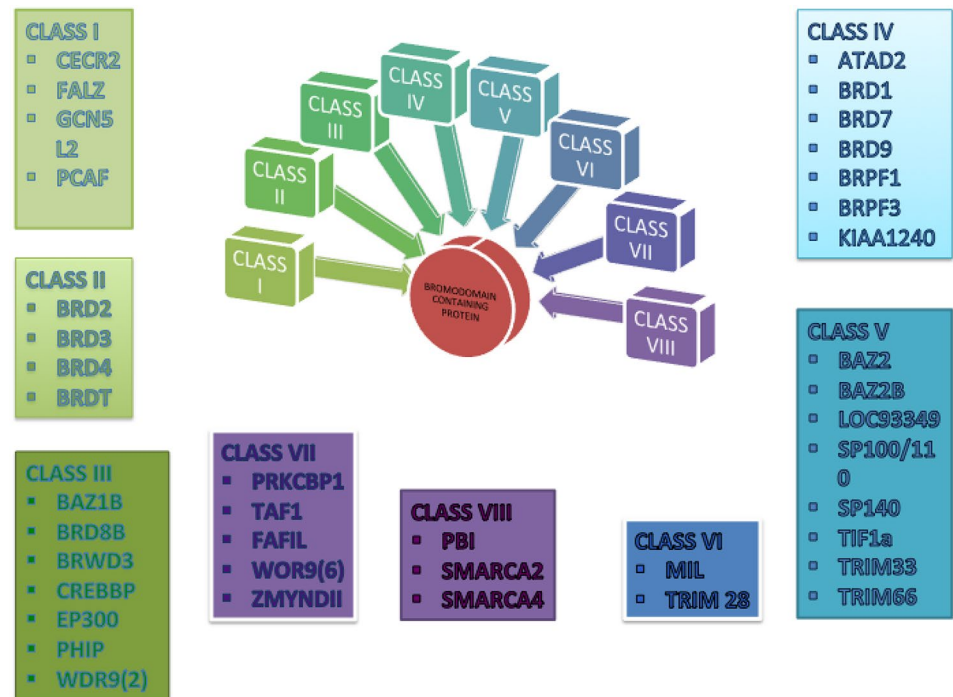 CLASS I
CECR2
FALZ
GCN5
L2
PCAF
CLASS II
BRD2
BRD3
BRD4
BRDT
CLASS III
BAZ1B
BRD8B
BRWD3
CREBBP
EP300
PHIP
WDR9(2)
CLASS
I
CLASS
II
CLASS
III
CLASS
IV
CLASS
V
CLASS
VI
CLASS
VII
CLASS
VIII
BROMODOMAIN
CONTAINING
PROTEIN
CLASS VII
PRKCBP1
TAF1
FAFIL
WOR9(6)
ZMYNDII
CLASS VIII
PBI
SMARCA2
SMARCA4
CLASS VI
MIL
TRIM 28
CLASS IV
ATAD2
BRD1
BRD7
BRD9
BRPF1
BRPF3
KIAA1240
CLASS V
BAZ2
BAZ2B
LOC93349
SP100/11
0
SP140
TIF1a
TRIM33
TRIM66